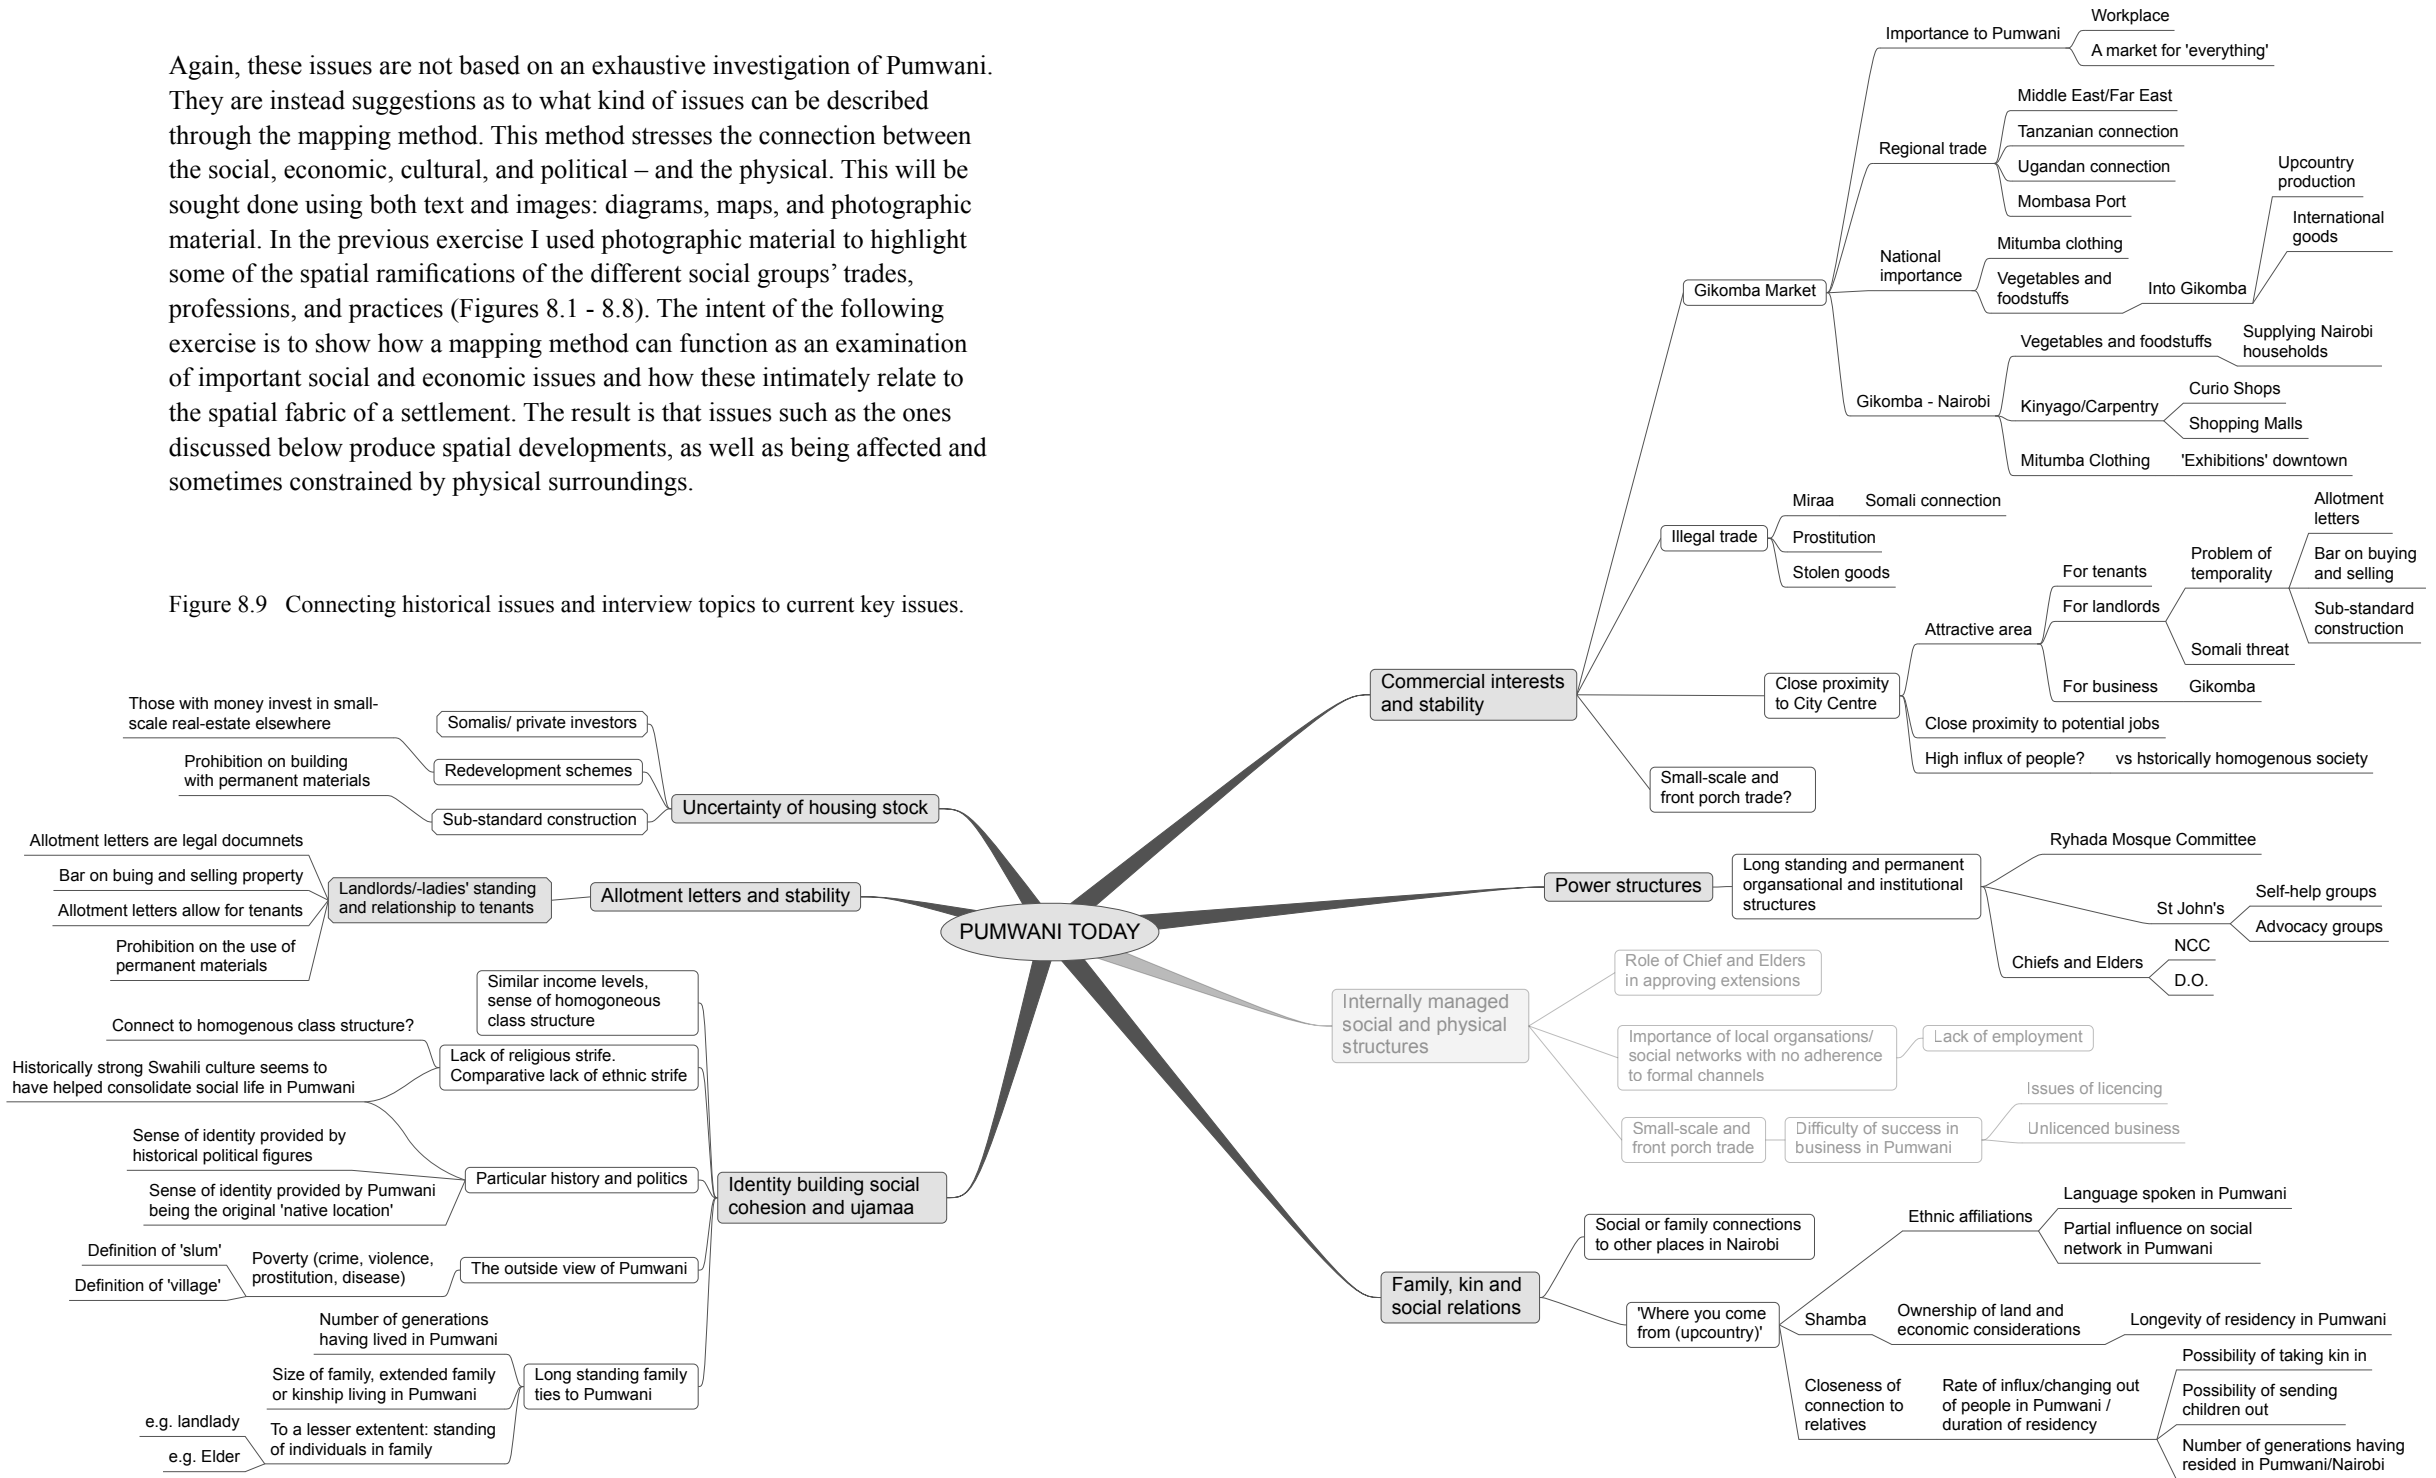 Again, these issues are not based on an exhaustive investigation of Pumwani.
They are instead suggestions as to what kind of issues can be described
through the mapping method. This method stresses the connection between
the social, economic, cultural, and political – and the physical. This will be
sought done using both text and images: diagrams, maps, and photographic
material. In the previous exercise I used photographic material to highlight
some of the spatial ramifications of the different social groups’ trades,
professions, and practices (Figures 8.1 - 8.8). The intent of the following
exercise is to show how a mapping method can function as an examination
of important social and economic issues and how these intimately relate to
the spatial fabric of a settlement. The result is that issues such as the ones
discussed below produce spatial developments, as well as being affected and
sometimes constrained by physical surroundings.
Figure 8.9   Connecting historical issues and interview topics to current key issues.
PUMWANI TODAY
Uncertainty of housing stock
Somalis/ private investors
Redevelopment schemes
Those with money invest in small-
scale real-estate elsewhere
Sub-standard construction
Prohibition on building
with permanent materials
Allotment letters and stability
Landlords/-ladies' standing
and relationship to tenants
Allotment letters are legal documnets
Bar on buing and selling property
Allotment letters allow for tenants
Prohibition on the use of
permanent materials
Identity building social
cohesion and ujamaa
Similar income levels,
sense of homogoneous
class structure
Lack of religious strife.
Comparative lack of ethnic strife
Connect to homogenous class structure?
Historically strong Swahili culture seems to
have helped consolidate social life in Pumwani
Particular history and politics
Sense of identity provided by
historical political figures
Sense of identity provided by Pumwani
being the original 'native location'
The outside view of Pumwani
Poverty (crime, violence,
prostitution, disease)
Definition of 'slum'
Definition of 'village'
Long standing family
ties to Pumwani
Number of generations
having lived in Pumwani
Size of family, extended family
or kinship living in Pumwani
To a lesser extentent: standing
of individuals in family
e.g. landlady
e.g. Elder
Commercial interests
and stability
Gikomba Market
Importance to Pumwani
Workplace
A market for 'everything'
Regional trade
Middle East/Far East
Tanzanian connection
Ugandan connection
Mombasa Port
National
importance
Mitumba clothing
Vegetables and
foodstuffs
Into Gikomba
Upcountry
production
International
goods
Gikomba - Nairobi
Vegetables and foodstuffs
Supplying Nairobi
households
Kinyago/Carpentry
Curio Shops
Shopping Malls
Mitumba Clothing
'Exhibitions' downtown
Illegal trade
Miraa
Somali connection
Prostitution
Stolen goods
Close proximity
to City Centre
Attractive area
For tenants
For landlords
Problem of
temporality
Allotment
letters
Bar on buying
and selling
Sub-standard
construction
Somali threat
For business
Gikomba
Close proximity to potential jobs
High influx of people?
vs hstorically homogenous society
Small-scale and
front porch trade?
Power structures
Long standing and permanent
organsational and institutional
structures
Ryhada Mosque Committee
St John's
Self-help groups
Advocacy groups
Chiefs and Elders
NCC
D.O.
Internally managed
social and physical
structures
Role of Chief and Elders
in approving extensions
Importance of local organsations/
social networks with no adherence
to formal channels
Lack of employment
Small-scale and
front porch trade
Difficulty of success in
business in Pumwani
Issues of licencing
Unlicenced business
Family, kin and
social relations
Social or family connections
to other places in Nairobi
'Where you come
from (upcountry)'
Ethnic affiliations
Language spoken in Pumwani
Partial influence on social
network in Pumwani
Shamba
Ownership of land and
economic considerations
Longevity of residency in Pumwani
Closeness of
connection to
relatives
Rate of influx/changing out
of people in Pumwani /
duration of residency
Possibility of taking kin in
Possibility of sending
children out
Number of generations having
resided in Pumwani/Nairobi